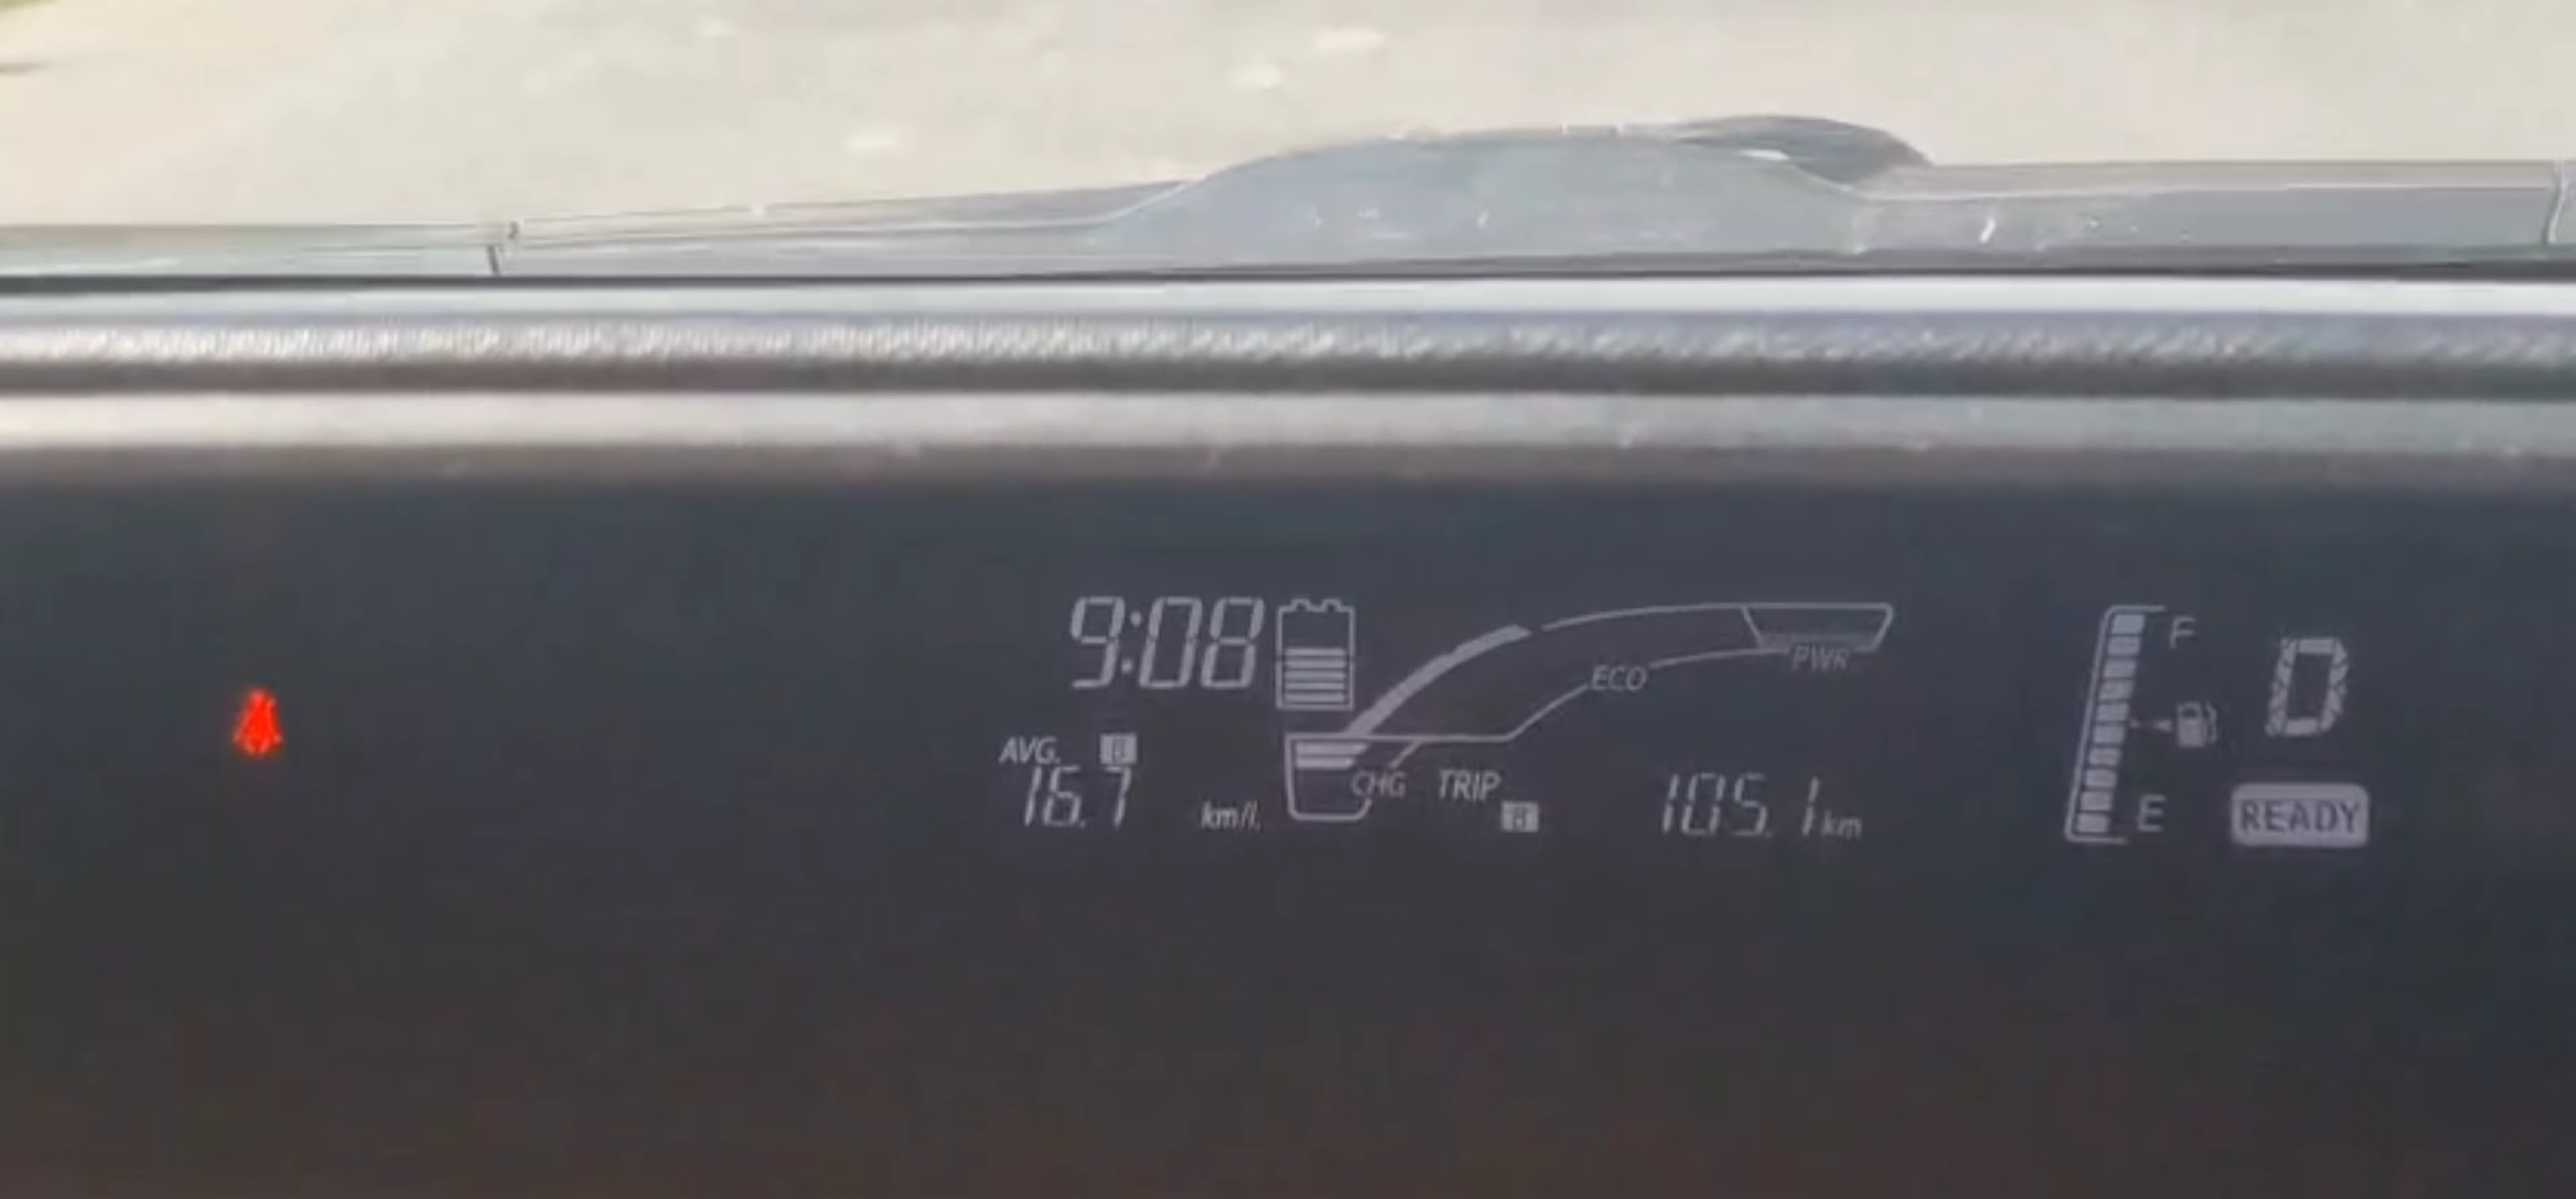 9:08
PWR
ECO
F
D
AVG. B
16.7 km/L
CHG TRIP B
105.1 km
E
READY